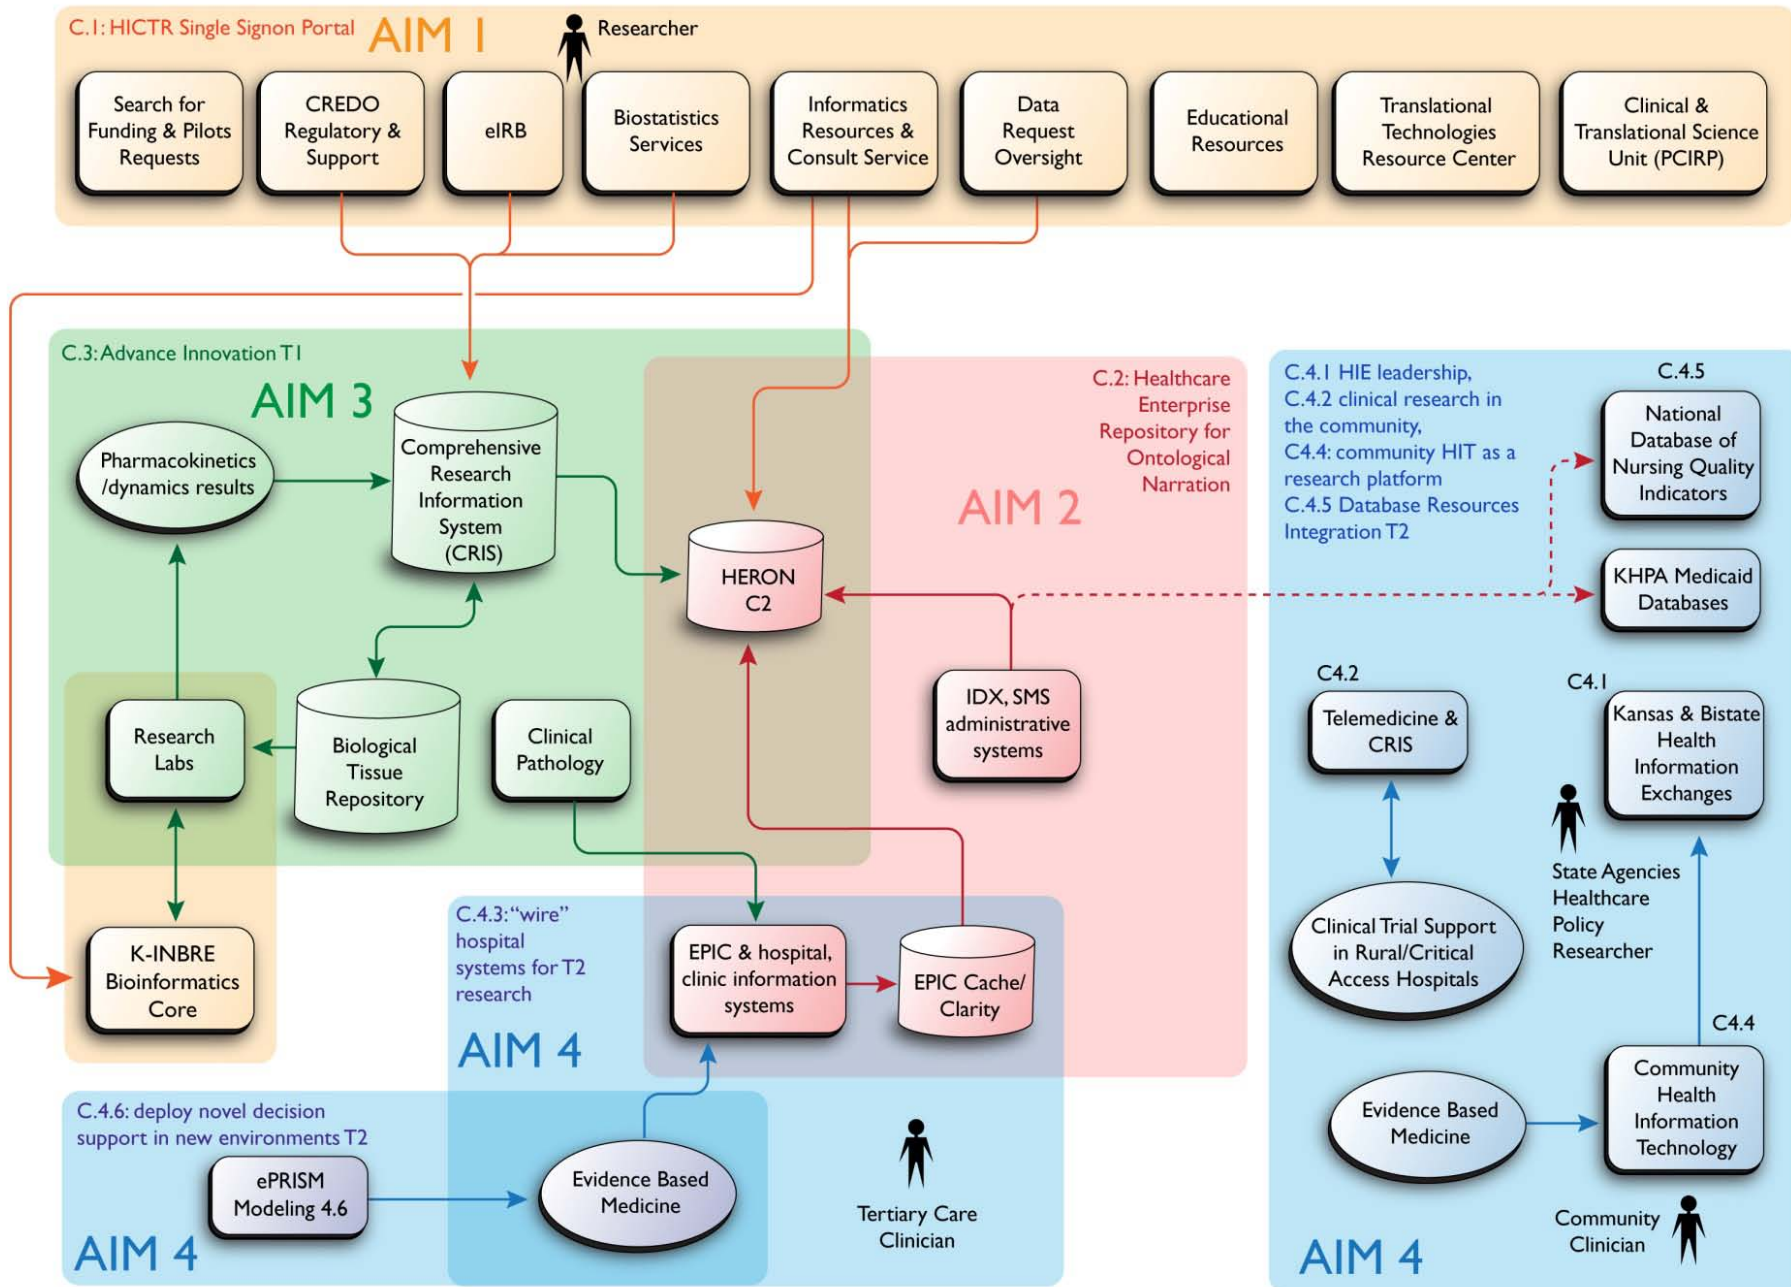 C.1: HICTR Single Signon Portal
AIM 1
Researcher
Search for
Funding & Pilots
Requests
CREDO
Regulatory &
Support
eIRB
Biostatistics
Services
Informatics
Resources &
Consult Service
Data
Request
Oversight
Educational
Resources
Translational
Technologies
Resource Center
Clinical &
Translational Science
Unit (PCIRP)
C.3: Advance Innovation T1
AIM 3
Pharmacokinetics
/dynamics results
Comprehensive
Research
Information
System
(CRIS)
Research
Labs
Biological
Tissue
Repository
Clinical
Pathology
K-INBRE
Bioinformatics
Core
C.2: Healthcare
Enterprise
Repository for
Ontological
Narration
AIM 2
HERON
C2
IDX, SMS
administrative
systems
C.4.3: "wire"
hospital
systems for T2
research
AIM 4
EPIC & hospital,
clinic information
systems
EPIC Cache/
Clarity
C.4.6: deploy novel decision
support in new environments T2
ePRISM
Modeling 4.6
AIM 4
Evidence Based
Medicine
Tertiary Care
Clinician
C.4.1 HIE leadership,
C.4.2 clinical research in
the community,
C4.4: community HIT as a
research platform
C.4.5 Database Resources
Integration T2
C.4.5
National
Database of
Nursing Quality
Indicators
KHPA Medicaid
Databases
C4.2
Telemedicine &
CRIS
C4.1
Kansas & Bistate
Health
Information
Exchanges
State Agencies
Healthcare
Policy
Researcher
Clinical Trial Support
in Rural/Critical
Access Hospitals
C4.4
Evidence Based
Medicine
Community
Health
Information
Technology
Community
Clinician
AIM 4